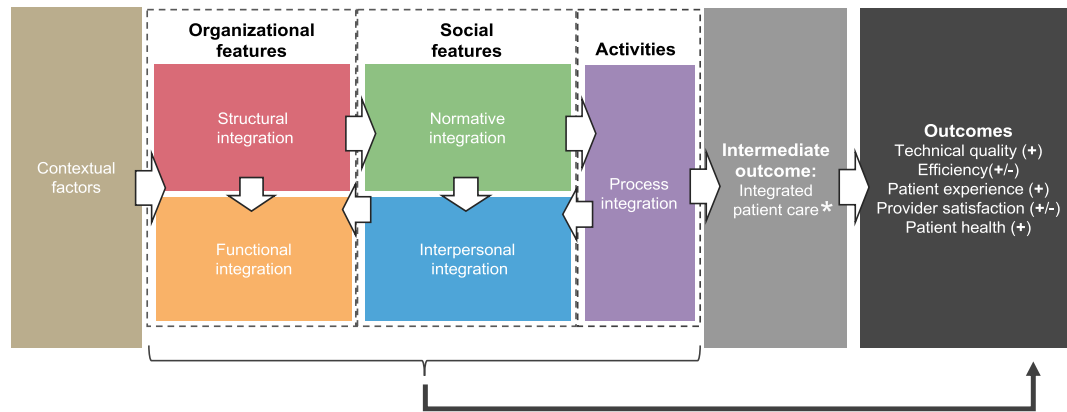 Contextual
factors
Organizational
features
Structural
integration
Functional
integration
Social
features
Normative
integration
Interpersonal
integration
Activities
Process
integration
Intermediate
outcome:
Integrated
patient care*
Outcomes
Technical quality (+)
Efficiency(+/-)
Patient experience (+)
Provider satisfaction (+/-)
Patient health (+)